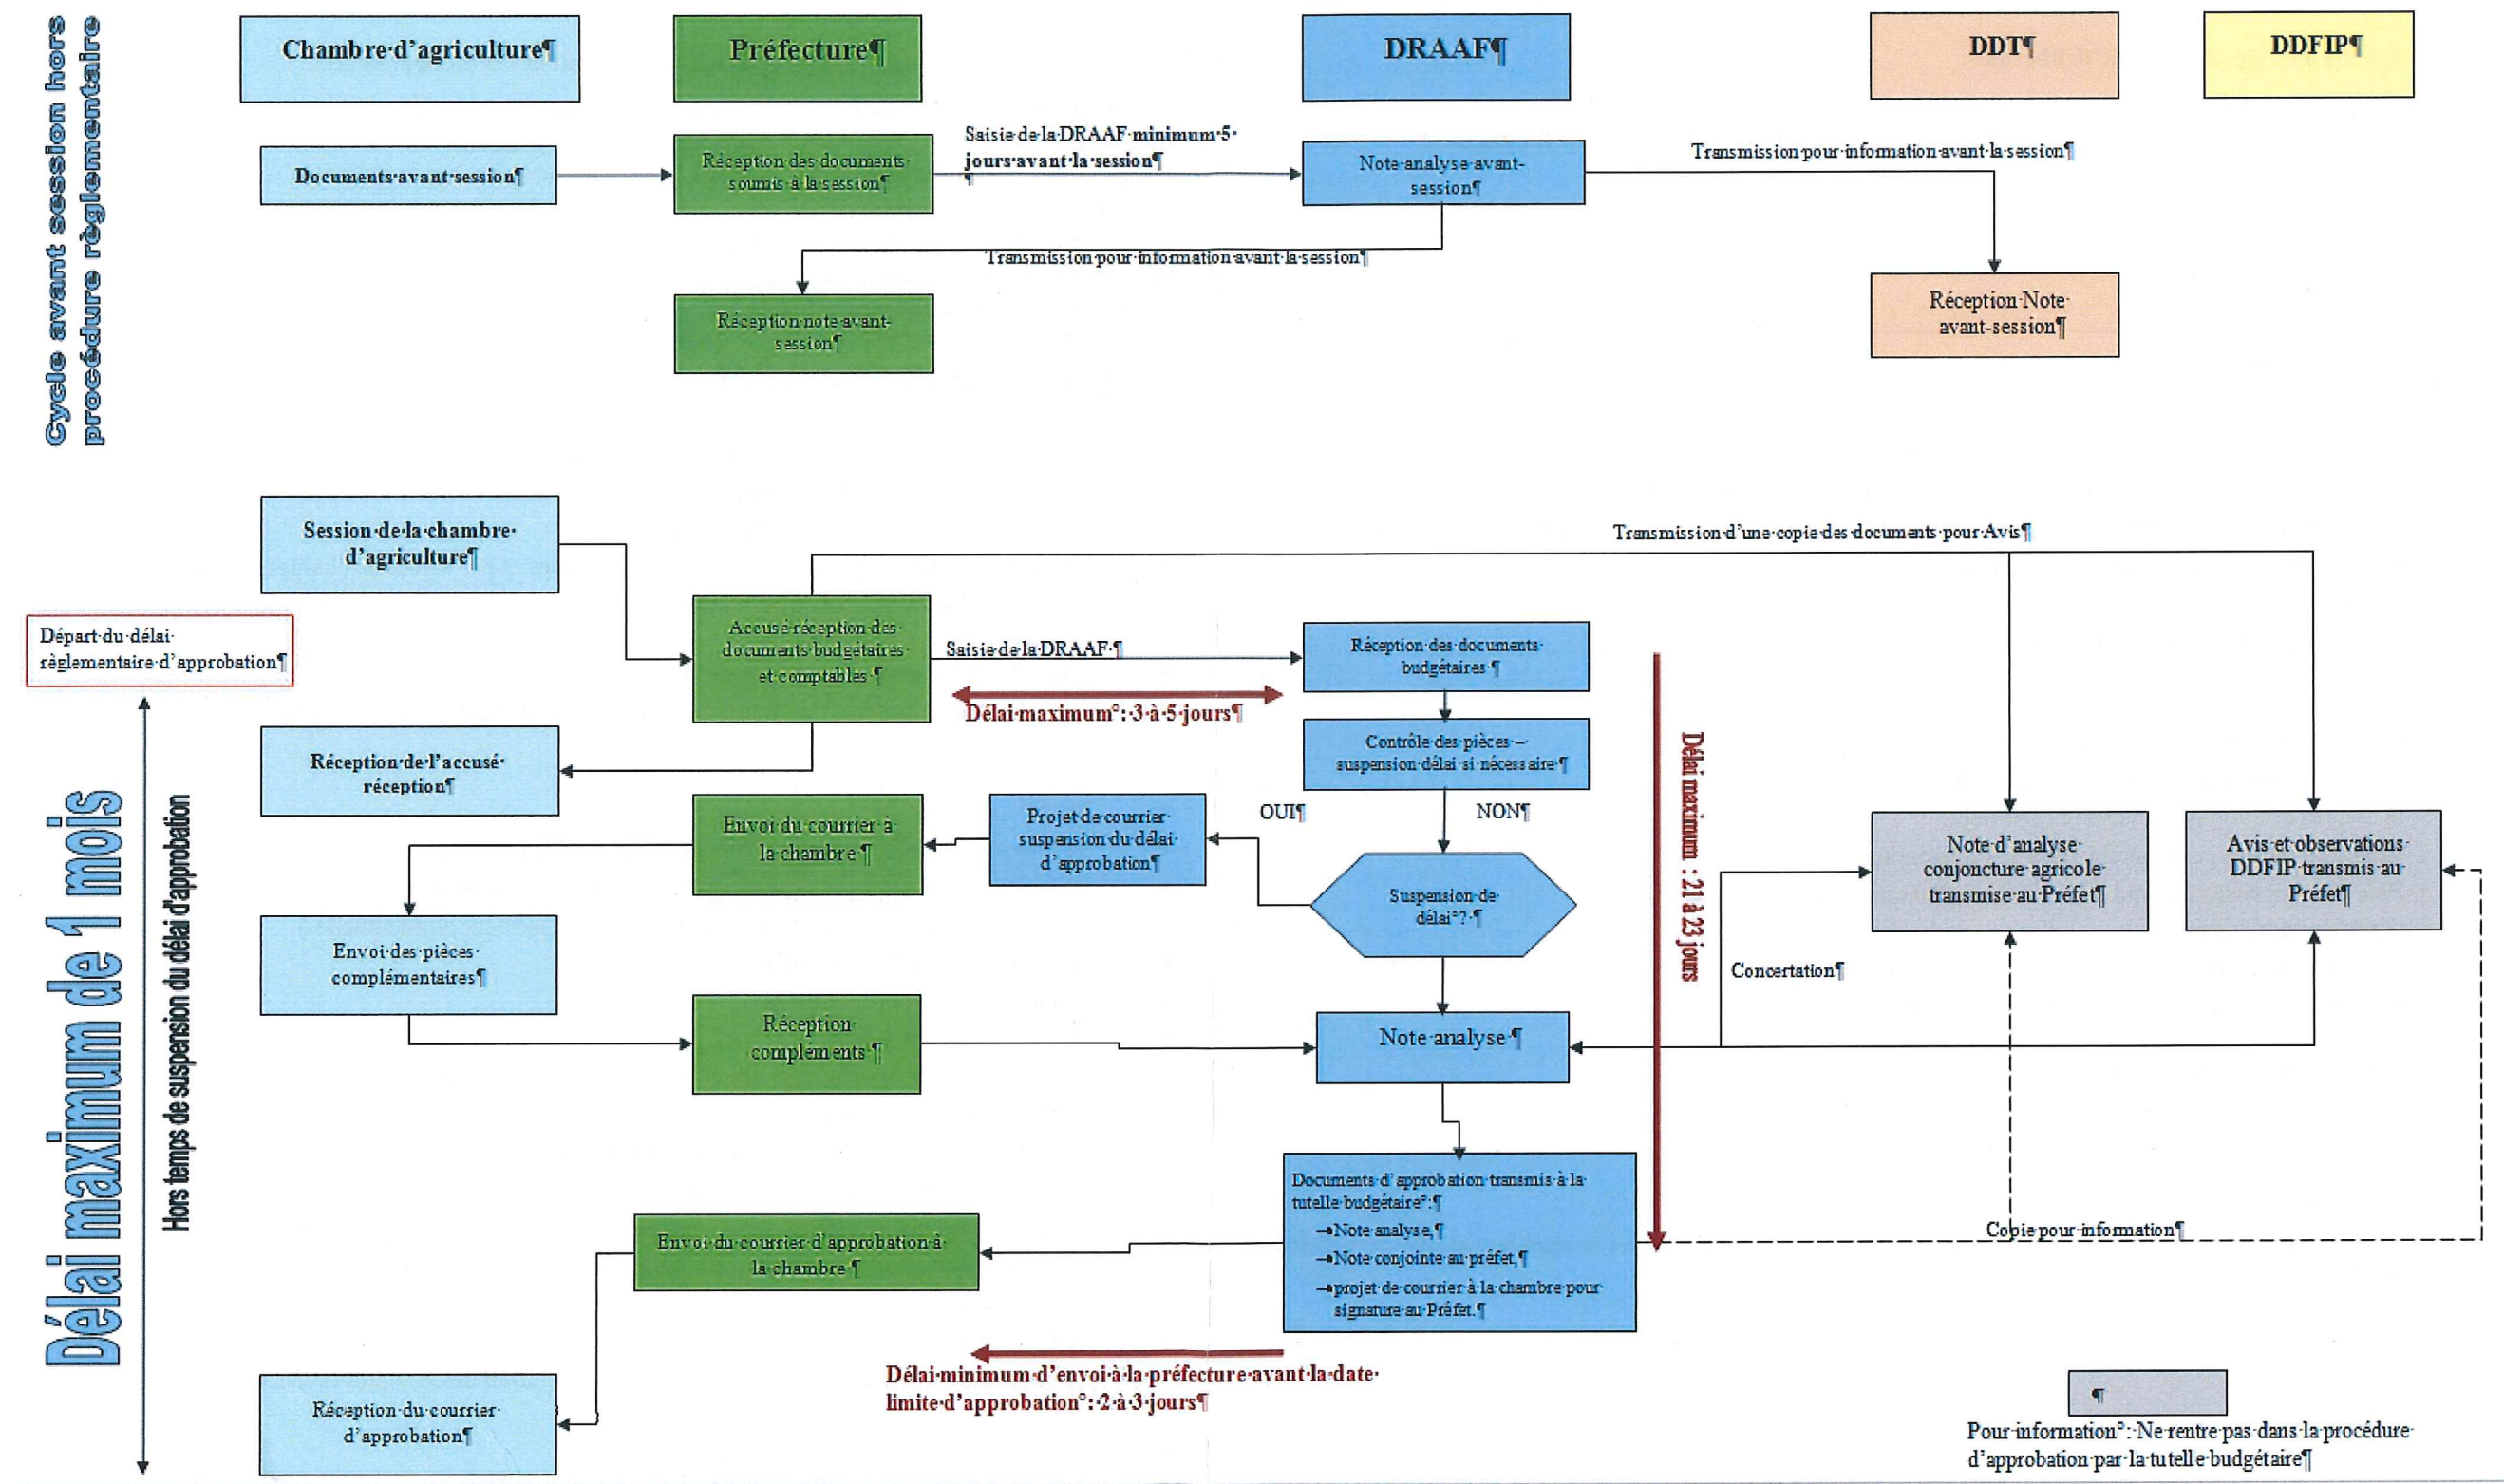 Cycle avant session hors
procédure règlementaire
Chambre d'agriculture¶
Préfecture¶
DRAAF¶
DDT¶
DDFIP¶
Documents avant session¶
Réception des documents
soumis à la session¶
Saisie de la DRAAF minimum 5
jours avant la session¶
¶
Note analyse avant-
session¶
Transmission pour information avant la session¶
Transmission pour information avant la session¶
Réception note avant-
session¶
Réception Note
avant-session¶
Session de la chambre
d'agriculture¶
Transmission d'une copie des documents pour Avis¶
Départ du délai
règlementaire d'approbation¶
Accusé réception des
documents budgétaires
et comptables ¶
Saisie de la DRAAF ¶
Délai maximum° : 3 à 5 jours¶
Réception des documents
budgétaires ¶
Contrôle des pièces –
suspension délai si nécessaire ¶
Réception de l'accusé
réception¶
Délai maximum de 1 mois
Hors temps de suspension du délai d'approbation
Envoi du courrier à
la chambre ¶
Projet de courrier
suspension du délai
d'approbation¶
OUI¶
NON¶
Suspension de
délai° ? ¶
Délai maximum : 21 à 23 jours
Note d'analyse
conjoncture agricole
transmise au Préfet¶
Avis et observations
DDFIP transmis au
Préfet¶
Envoi des pièces
complémentaires¶
Concertation¶
Réception
compléments ¶
Note analyse ¶
Documents d'approbation transmis à la
tutelle budgétaire° :¶
→Note analyse,¶
→Note conjointe au préfet,¶
→projet de courrier à la chambre pour
signature au Préfet.¶
Envoi du courrier d'approbation à
la chambre ¶
Copie pour information¶
Délai minimum d'envoi à la préfecture avant la date
limite d'approbation° : 2 à 3 jours¶
Réception du courrier
d'approbation¶
¶
Pour information° : Ne rentre pas dans la procédure
d'approbation par la tutelle budgétaire¶